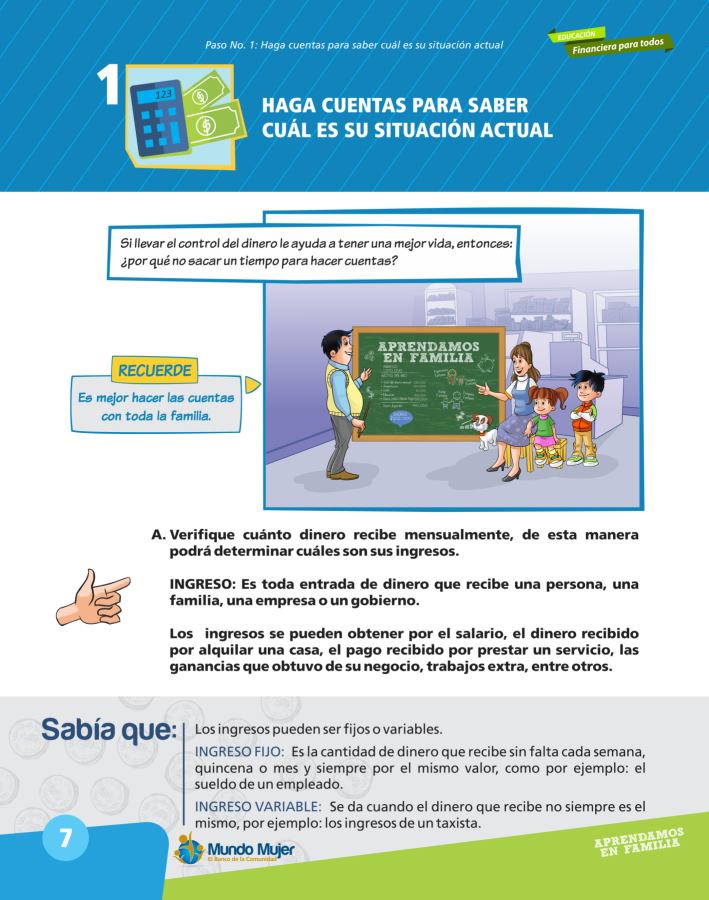 Paso No. 1: Haga cuentas para saber cuál es su situación actual
EDUCACIÓN
Financiera para todos
1
123
HAGA CUENTAS PARA SABER
CUÁL ES SU SITUACIÓN ACTUAL
Si llevar el control del dinero le ayuda a tener una mejor vida, entonces:
¿por qué no sacar un tiempo para hacer cuentas?
APRENDAMOS
EN FAMILIA
RECUERDE
Es mejor hacer las cuentas
con toda la familia.
A. Verifique cuánto dinero recibe mensualmente, de esta manera
podrá determinar cuáles son sus ingresos.
INGRESO: Es toda entrada de dinero que recibe una persona, una
familia, una empresa o un gobierno.
Los ingresos se pueden obtener por el salario, el dinero recibido
por alquilar una casa, el pago recibido por prestar un servicio, las
ganancias que obtuvo de su negocio, trabajos extra, entre otros.
Sabía que:
Los ingresos pueden ser fijos o variables.
INGRESO FIJO: Es la cantidad de dinero que recibe sin falta cada semana,
quincena o mes y siempre por el mismo valor, como por ejemplo: el
sueldo de un empleado.
INGRESO VARIABLE: Se da cuando el dinero que recibe no siempre es el
mismo, por ejemplo: los ingresos de un taxista.
7
Mundo Mujer
El Banco de la Comunidad
APRENDAMOS
EN FAMILIA